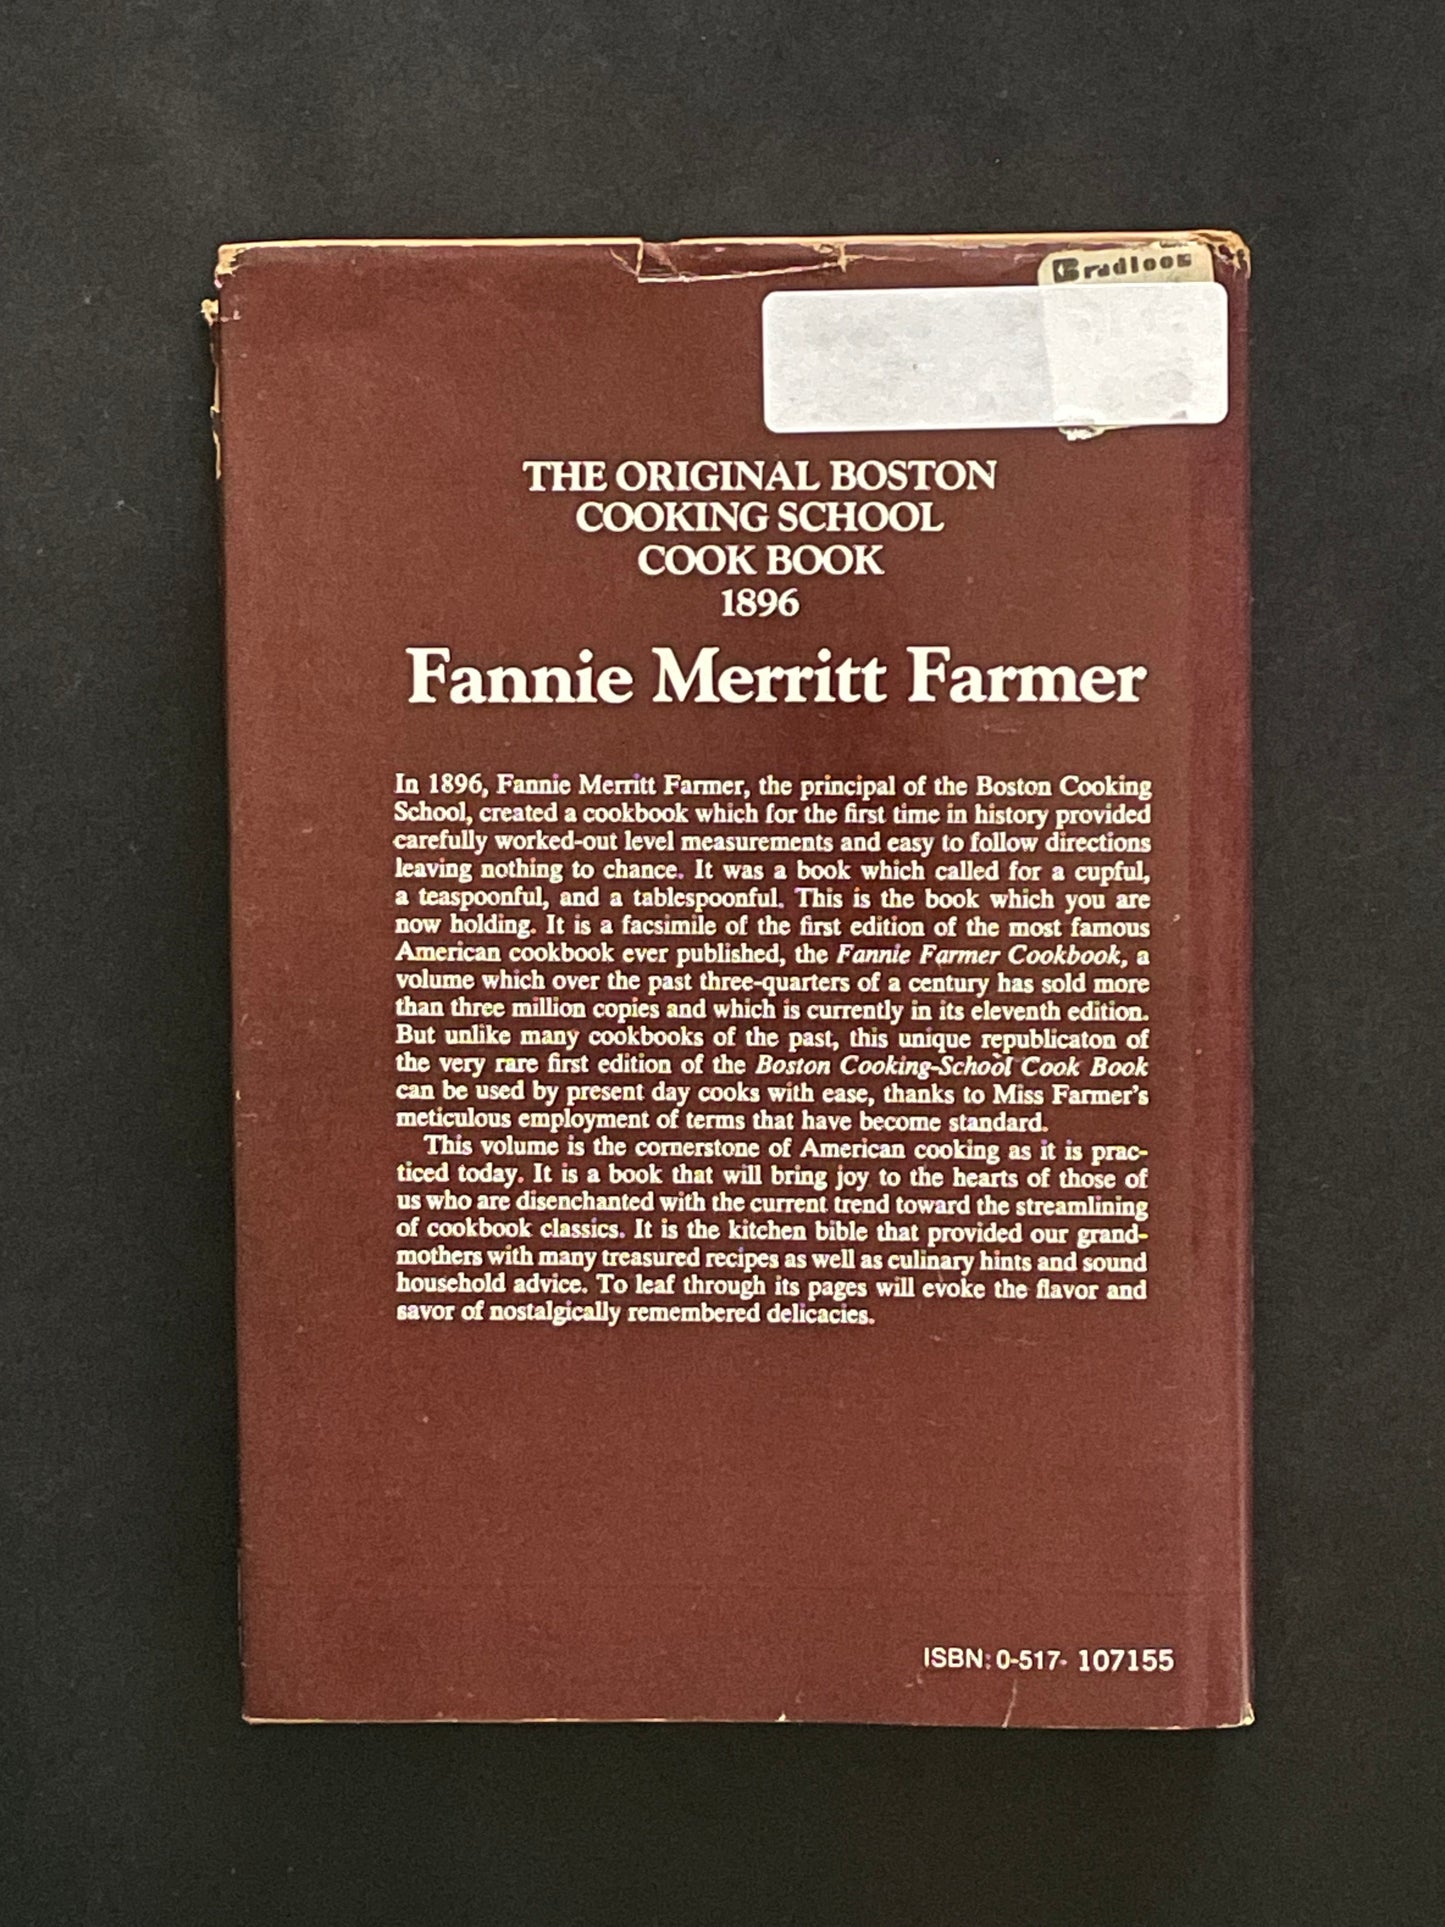 Bradlees
THE ORIGINAL BOSTON
COOKING SCHOOL
COOK BOOK
1896
Fannie Merritt Farmer
In 1896, Fannie Merritt Farmer, the principal of the Boston Cooking
School, created a cookbook which for the first time in history provided
carefully worked-out level measurements and easy to follow directions
leaving nothing to chance. It was a book which called for a cupful,
a teaspoonful, and a tablespoonful. This is the book which you are
now holding. It is a facsimile of the first edition of the most famous
American cookbook ever published, the Fannie Farmer Cookbook, a
volume which over the past three-quarters of a century has sold more
than three million copies and which is currently in its eleventh edition.
But unlike many cookbooks of the past, this unique republicaton of
the very rare first edition of the Boston Cooking-School Cook Book
can be used by present day cooks with ease, thanks to Miss Farmer's
meticulous employment of terms that have become standard.
This volume is the cornerstone of American cooking as it is prac-
ticed today. It is a book that will bring joy to the hearts of those of
us who are disenchanted with the current trend toward the streamlining
of cookbook classics. It is the kitchen bible that provided our grand-
mothers with many treasured recipes as well as culinary hints and sound
household advice. To leaf through its pages will evoke the flavor and
savor of nostalgically remembered delicacies.
ISBN: 0-517- 107155